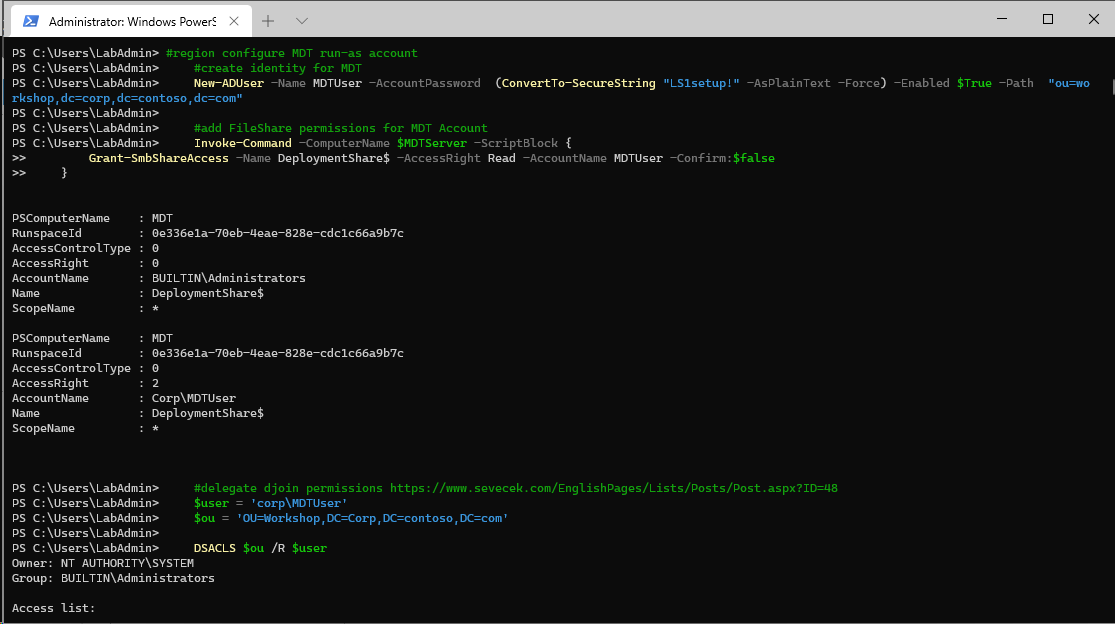 Administrator: Windows PowerS
PS C:\Users\LabAdmin> #region configure MDT run-as account
PS C:\Users\LabAdmin>     #create identity for MDT
PS C:\Users\LabAdmin>     New-ADUser -Name MDTUser -AccountPassword  (ConvertTo-SecureString "LS1setup!" -AsPlainText -Force) -Enabled $True -Path  "ou=wo
rkshop,dc=corp,dc=contoso,dc=com"
PS C:\Users\LabAdmin>
PS C:\Users\LabAdmin>     #add FileShare permissions for MDT Account
PS C:\Users\LabAdmin>     Invoke-Command -ComputerName $MDTServer -ScriptBlock {
>>         Grant-SmbShareAccess -Name DeploymentShare$ -AccessRight Read -AccountName MDTUser -Confirm:$false
>>     }
PSComputerName    : MDT
RunspaceId        : 0e336e1a-70eb-4eae-828e-cdc1c66a9b7c
AccessControlType : 0
AccessRight       : 0
AccountName       : BUILTIN\Administrators
Name              : DeploymentShare$
ScopeName         : *
PSComputerName    : MDT
RunspaceId        : 0e336e1a-70eb-4eae-828e-cdc1c66a9b7c
AccessControlType : 0
AccessRight       : 2
AccountName       : Corp\MDTUser
Name              : DeploymentShare$
ScopeName         : *
PS C:\Users\LabAdmin>     #delegate djoin permissions https://www.sevecek.com/EnglishPages/Lists/Posts/Post.aspx?ID=48
PS C:\Users\LabAdmin>     $user = 'corp\MDTUser'
PS C:\Users\LabAdmin>     $ou = 'OU=Workshop,DC=Corp,DC=contoso,DC=com'
PS C:\Users\LabAdmin>
PS C:\Users\LabAdmin>     DSACLS $ou /R $user
Owner: NT AUTHORITY\SYSTEM
Group: BUILTIN\Administrators
Access list: